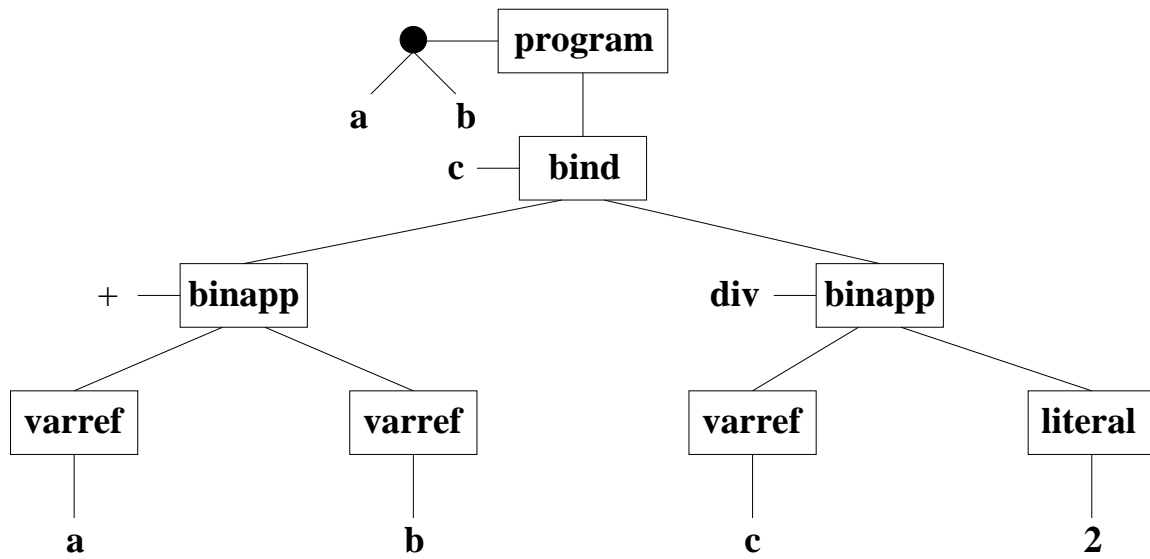 program
a b
c bind
+ binapp div binapp
varref varref varref literal
a b c 2